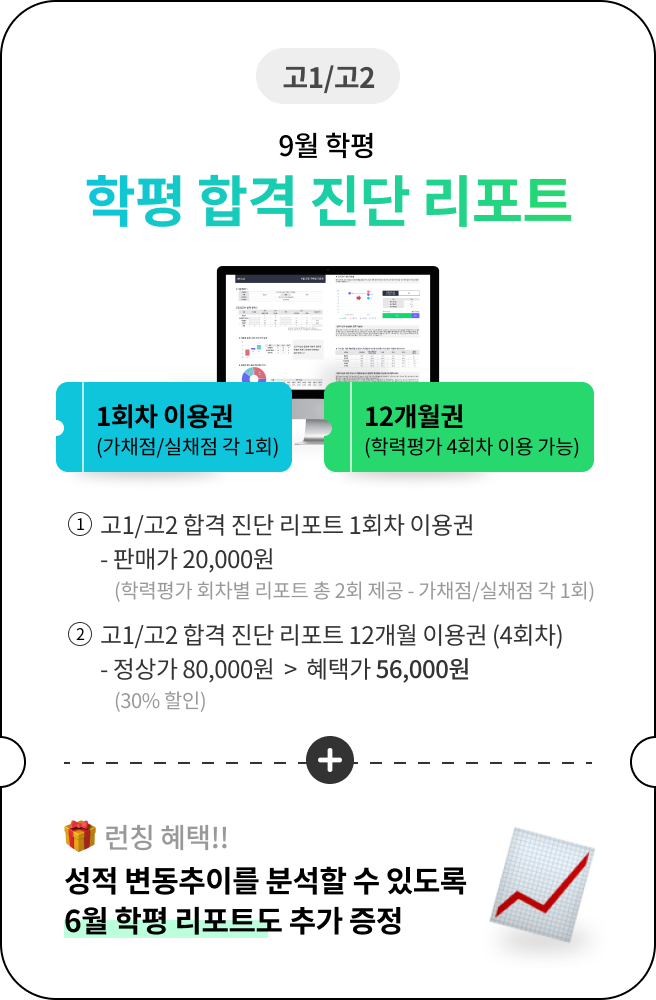 고1/고2
9월 학평
학평 합격 진단 리포트
1회차 이용권
(가채점/실채점 각 1회)
12개월권
(학력평가 4회차 이용 가능)
① 고1/고2 합격 진단 리포트 1회차 이용권
- 판매가 20,000원
(학력평가 회차별 리포트 총 2회 제공 - 가채점/실채점 각 1회)
② 고1/고2 합격 진단 리포트 12개월 이용권 (4회차)
- 정상가 80,000원 > 혜택가 56,000원
(30% 할인)
런칭 혜택!!
성적 변동추이를 분석할 수 있도록
6월 학평 리포트도 추가 증정